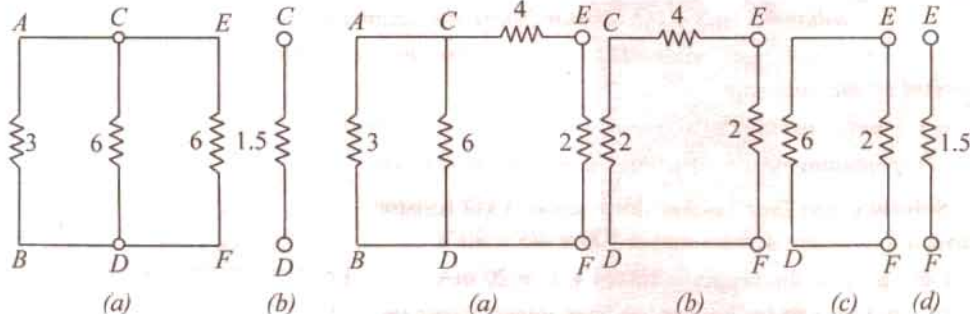 4 4
A C E C A C E C E E
3 6 6 1.5 3 6 2 2 2 6 2 1.5
B D F D B D F D F D F F
(a) (b) (a) (b) (c) (d)